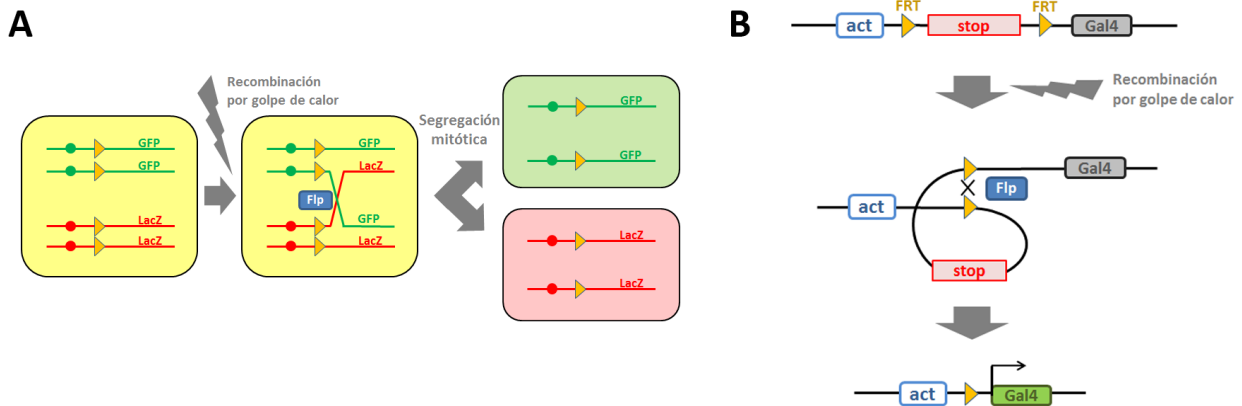 A
Recombinación
por golpe de calor
GFP
GFP
LacZ
LacZ
GFP
LacZ
Flp
GFP
LacZ
Segregación
mitótica
GFP
GFP
LacZ
LacZ
B
FRT
FRT
act
stop
Gal4
Recombinación
por golpe de calor
Gal4
Flp
act
stop
act
Gal4